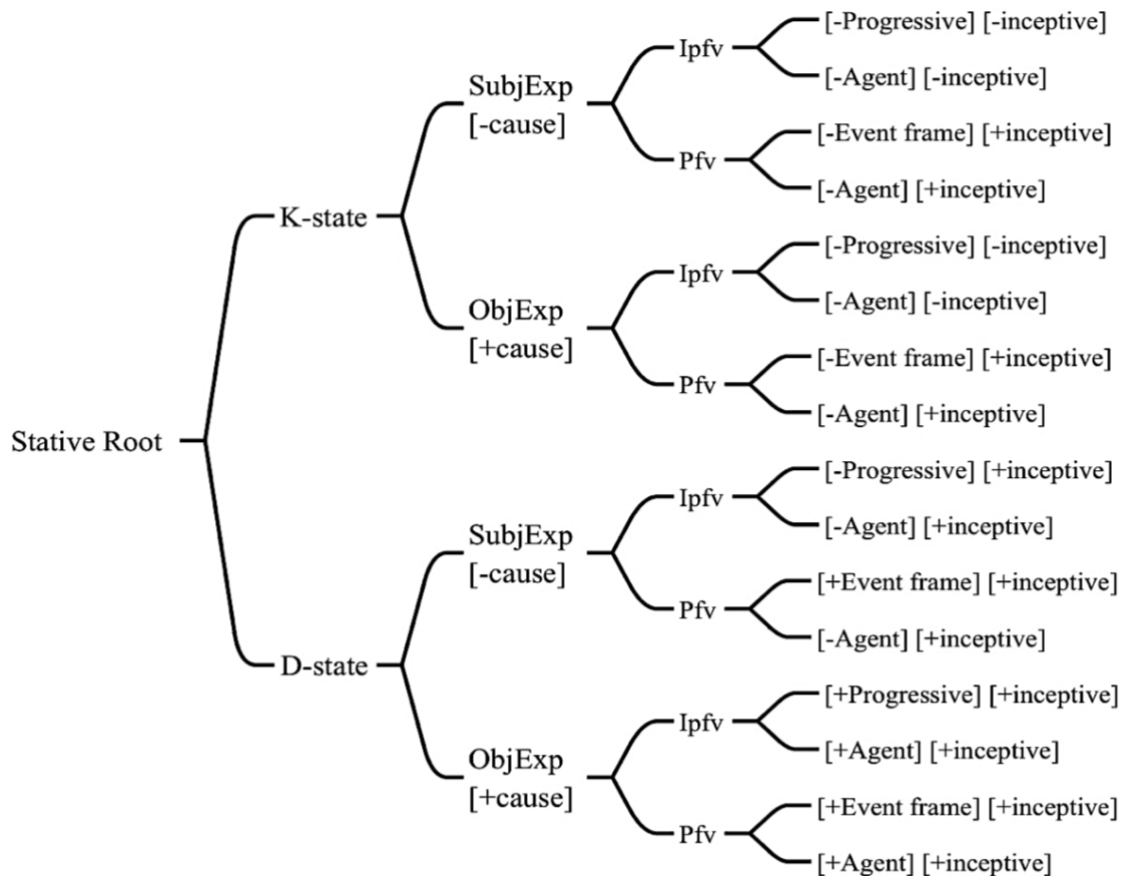 [-Progressive] [-inceptive]
Ipfv
[-Agent] [-inceptive]
SubjExp
[-cause]
[-Event frame] [+inceptive]
Pfv
[-Agent] [+inceptive]
K-state
[-Progressive] [-inceptive]
Ipfv
[-Agent] [-inceptive]
ObjExp
[+cause]
[-Event frame] [+inceptive]
Pfv
[-Agent] [+inceptive]
Stative Root
[-Progressive] [+inceptive]
Ipfv
[-Agent] [+inceptive]
SubjExp
[-cause]
[+Event frame] [+inceptive]
Pfv
[-Agent] [+inceptive]
D-state
[+Progressive] [+inceptive]
Ipfv
[+Agent] [+inceptive]
ObjExp
[+cause]
[+Event frame] [+inceptive]
Pfv
[+Agent] [+inceptive]